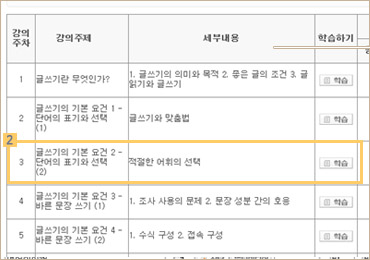 강의
주차
강의주제
세부내용
학습하기
1
글쓰기란 무엇인가?
1. 글쓰기의 의미와 목적 2. 좋은 글의 조건 3. 글
읽기와 글쓰기
학습
2
글쓰기의 기본 요건 1 -
단어의 표기와 선택
(1)
글쓰기와 맞춤법
학습
2
3
글쓰기의 기본 요건 2 -
단어의 표기와 선택
(2)
적절한 어휘의 선택
학습
4
글쓰기의 기본 요건 3 -
바른 문장 쓰기 (1)
1. 조사 사용의 문제 2. 문장 성분 간의 호응
학습
5
글쓰기의 기본 요건 4 -
바른 문장 쓰기 (2)
1. 수식 구성 2. 접속 구성
학습